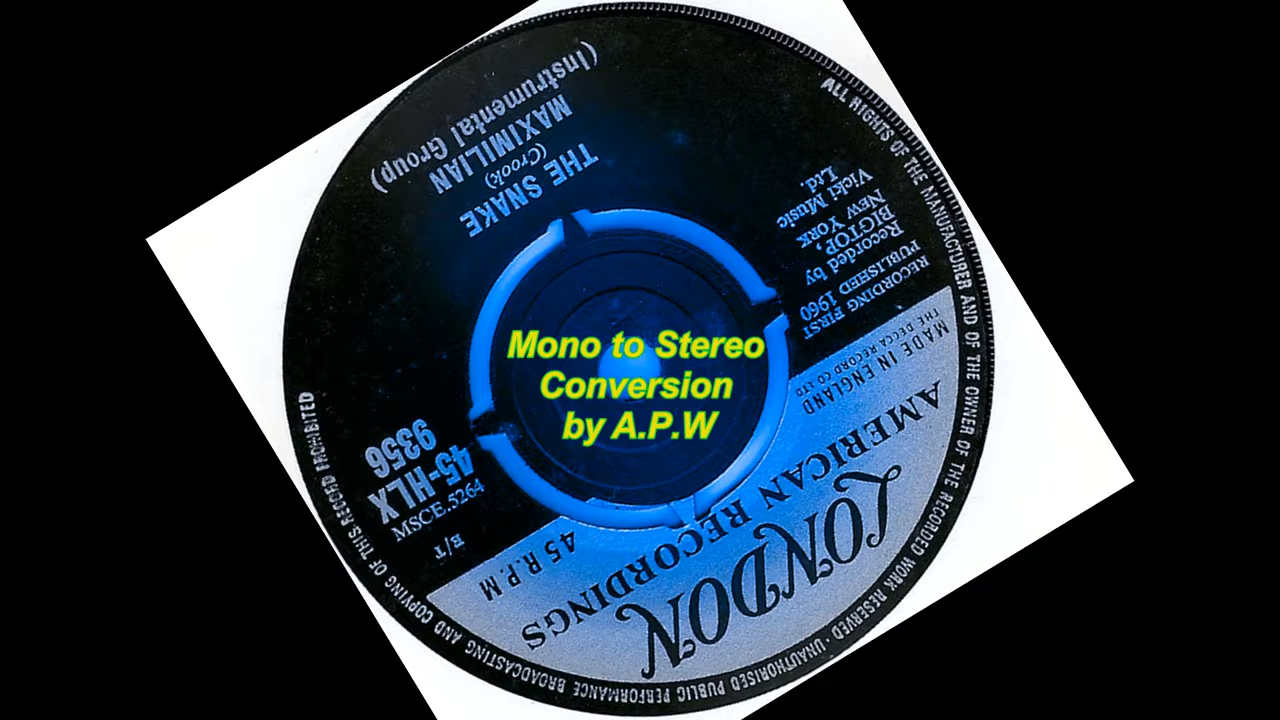 LONDON
AMERICAN RECORDINGS
45 R.P.M
MADE IN ENGLAND
THE DECCA RECORD CO LTD
RECORDING FIRST
PUBLISHED 1960
Recorded by
BIGTOP,
NEW YORK
Vicki Music
Ltd.
E/T
MSCE.5264
45-HLX
9356
THE SNAKE
(Crook)
MAXIMILIAN
(Instrumental Group)
ALL RIGHTS OF THE MANUFACTURER AND OF THE OWNER OF THE RECORDED WORK RESERVED · UNAUTHORISED PUBLIC PERFORMANCE BROADCASTING AND COPYING OF THIS RECORD PROHIBITED
Mono to Stereo
Conversion
by A.P.W